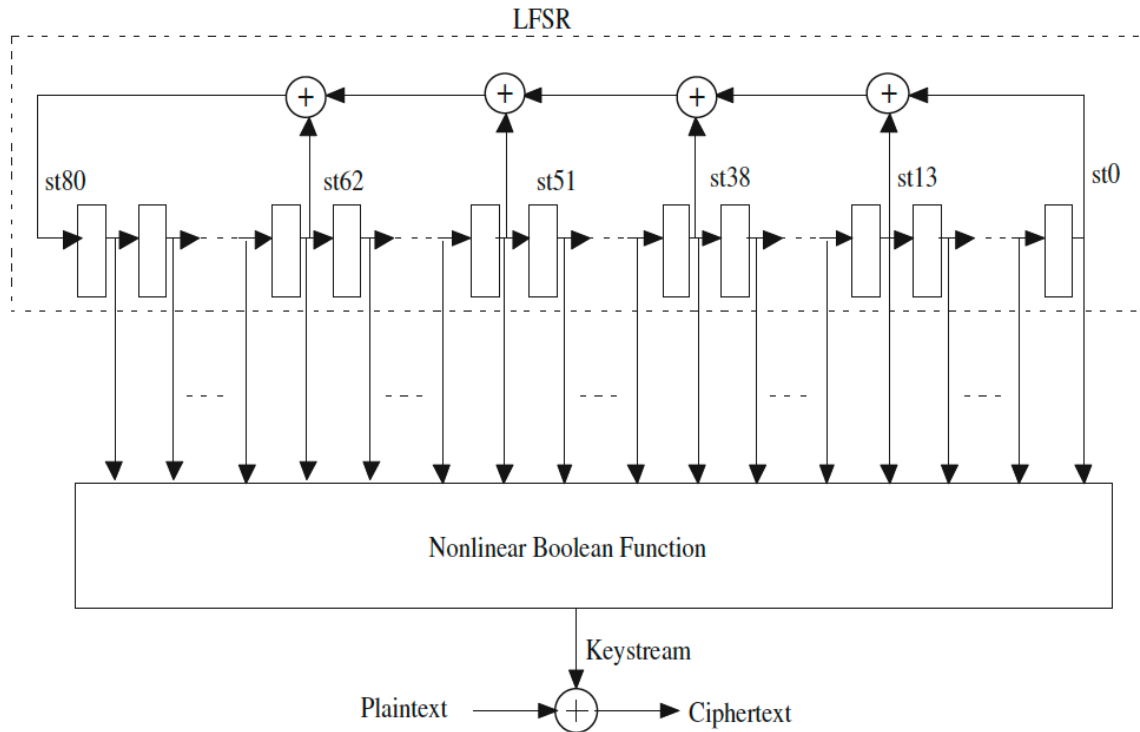 LFSR
+ + + +
st80 st62 st51 st38 st13 st0
Nonlinear Boolean Function
Keystream
Plaintext + Ciphertext